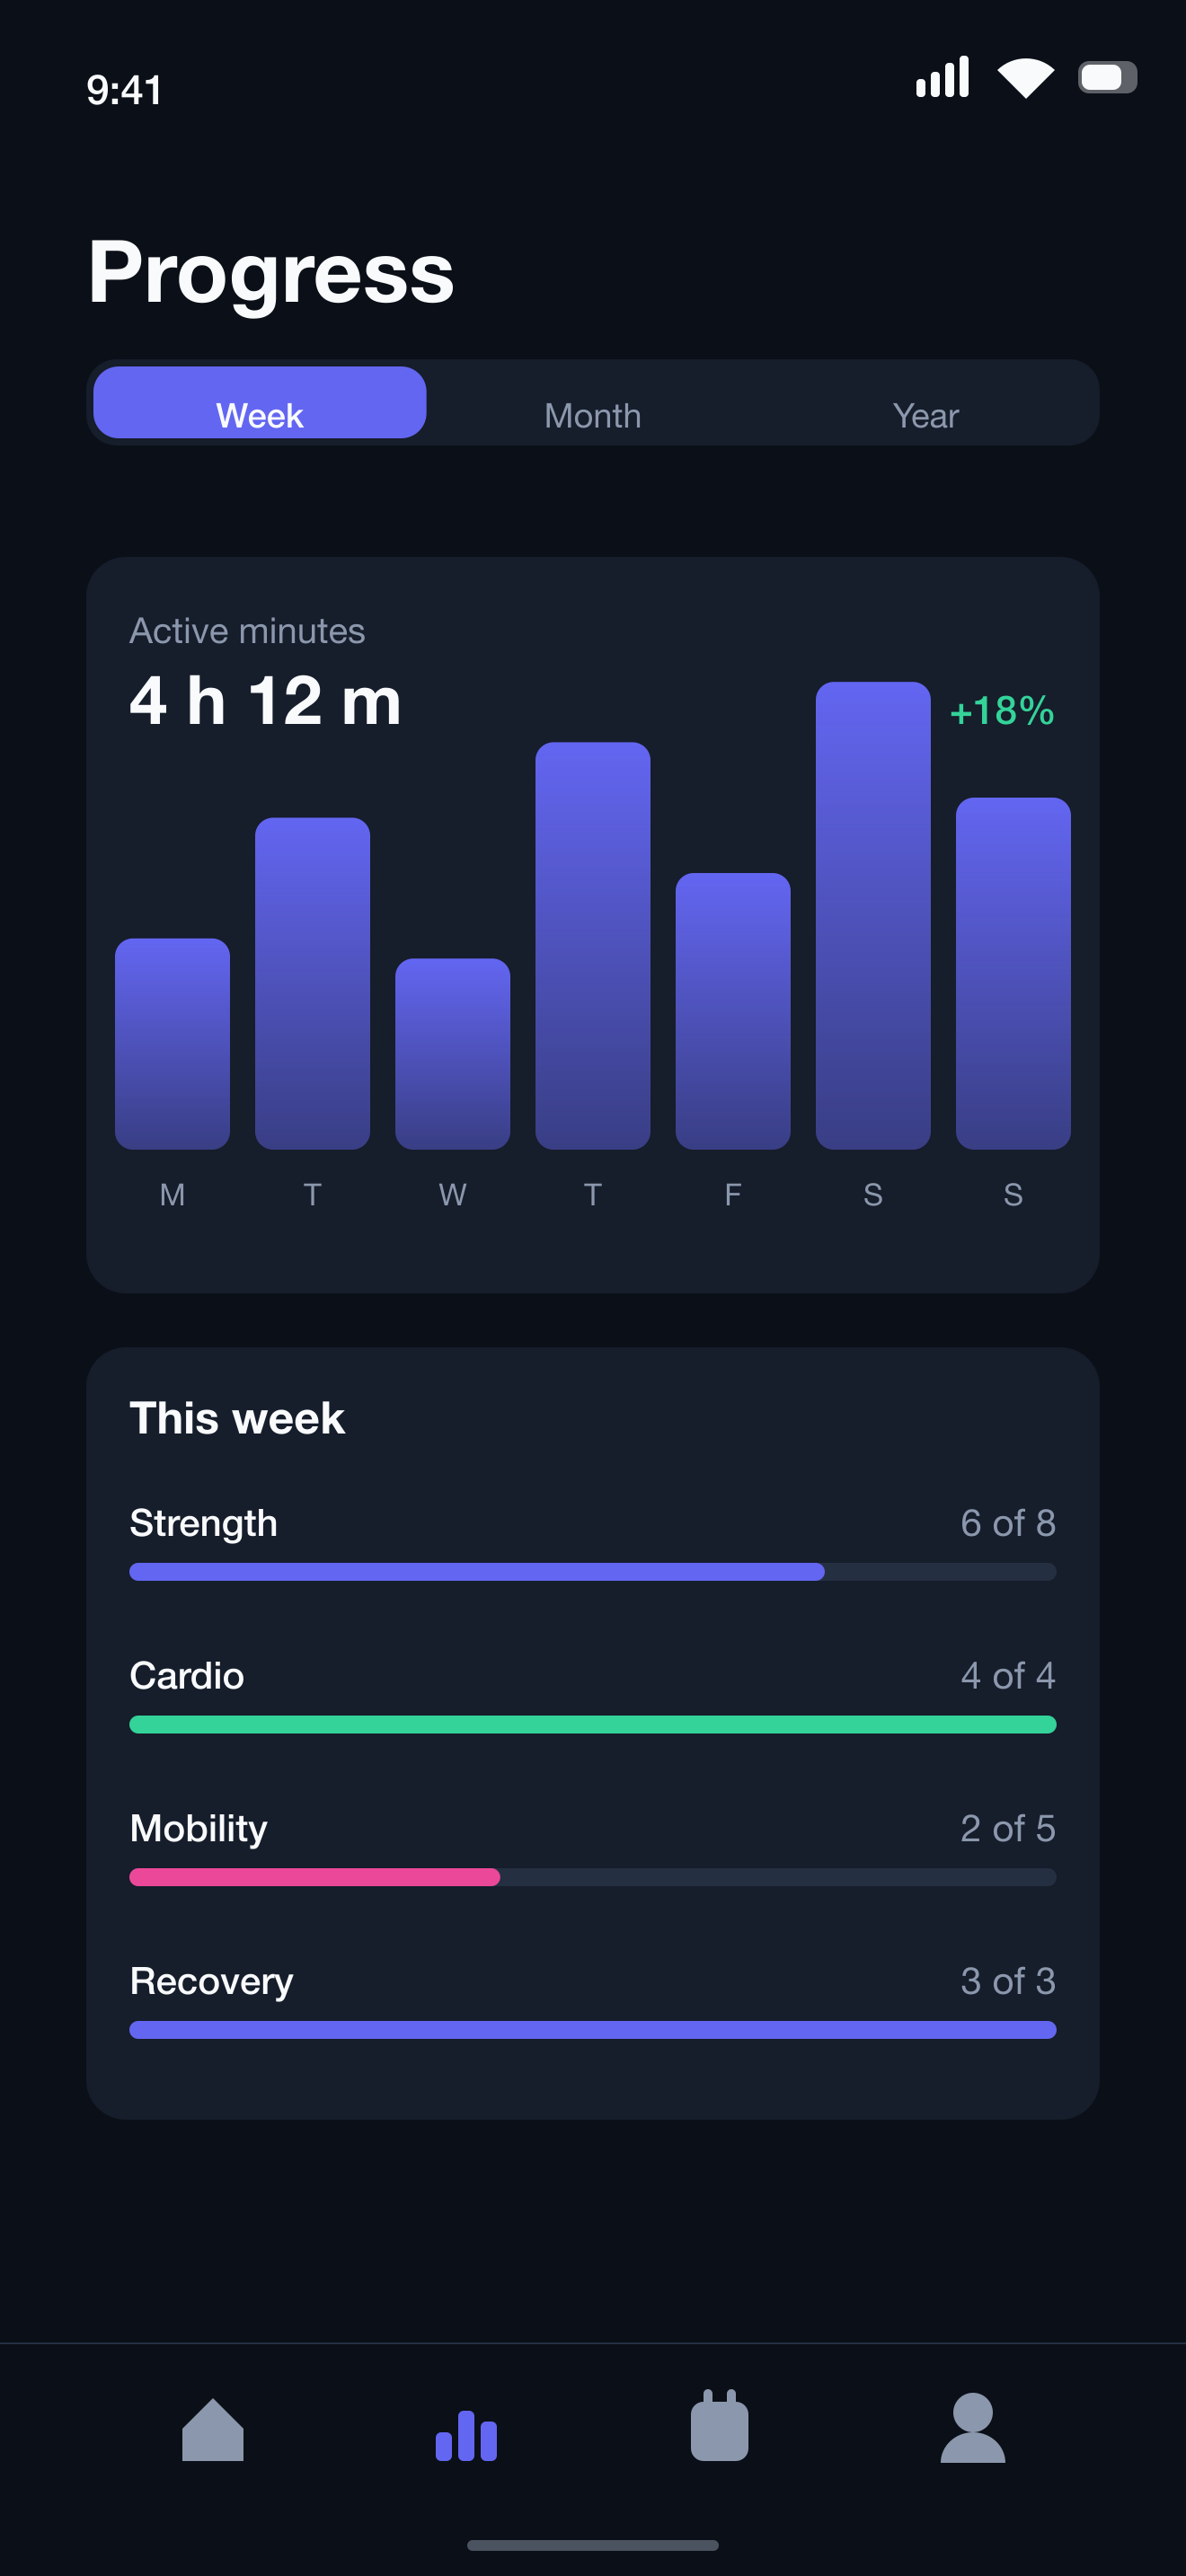 9:41
Progress
Week Month Year
Active minutes
4 h 12 m +18%
M T W T F S S
This week
Strength 6 of 8
Cardio 4 of 4
Mobility 2 of 5
Recovery 3 of 3